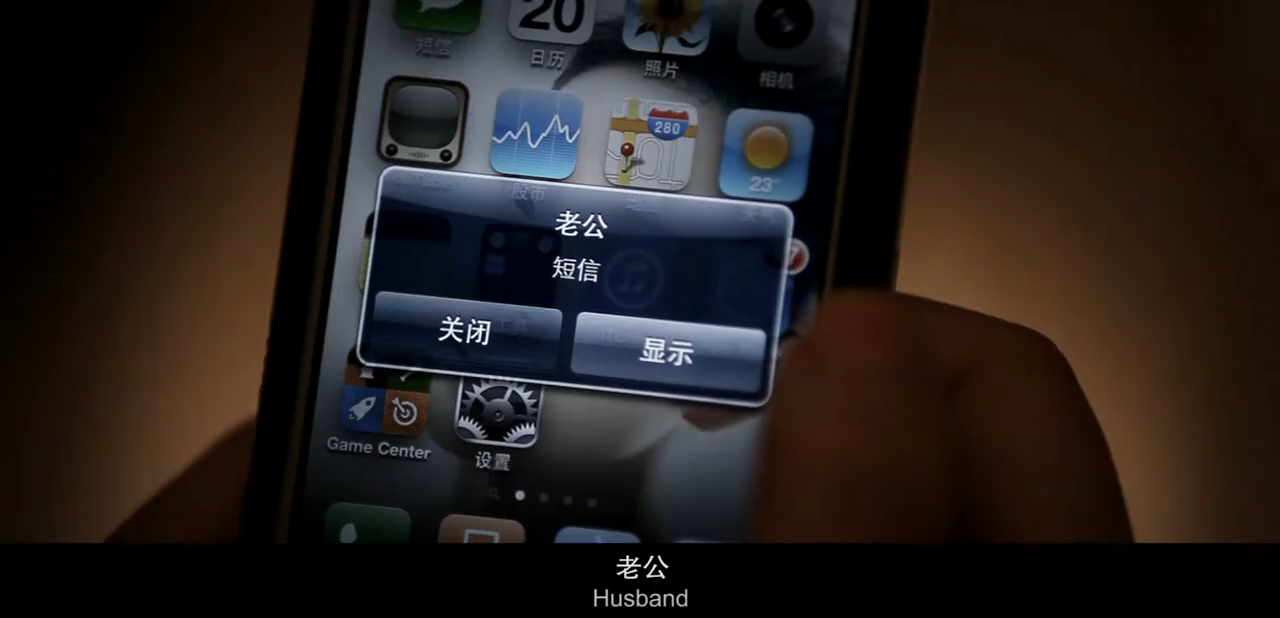 短信
20
日历
照片
相机
280
23°
股市
老公
短信
关闭
显示
7
Game Center
设置
老公
Husband